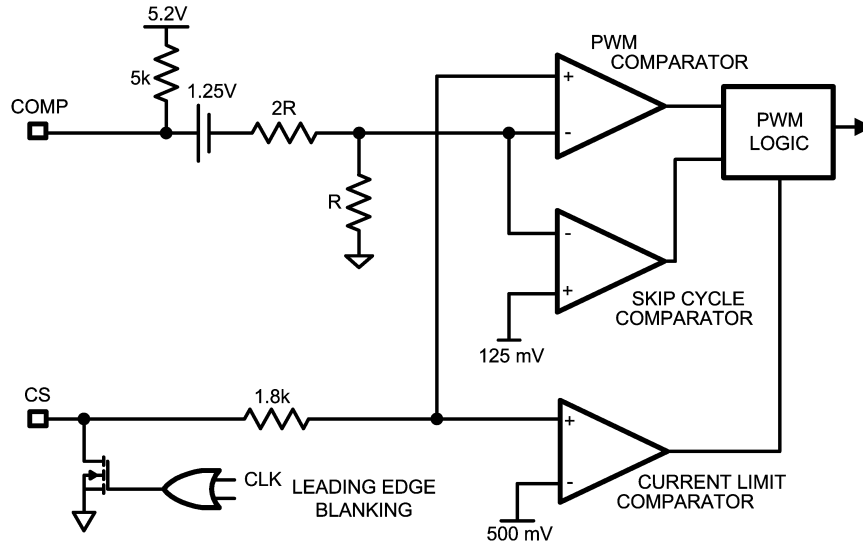 5.2V
5k
1.25V
COMP
2R
R
PWM
COMPARATOR
+
-
PWM
LOGIC
-
+
SKIP CYCLE
COMPARATOR
125 mV
CS
1.8k
+
-
CLK
LEADING EDGE
BLANKING
CURRENT LIMIT
COMPARATOR
500 mV